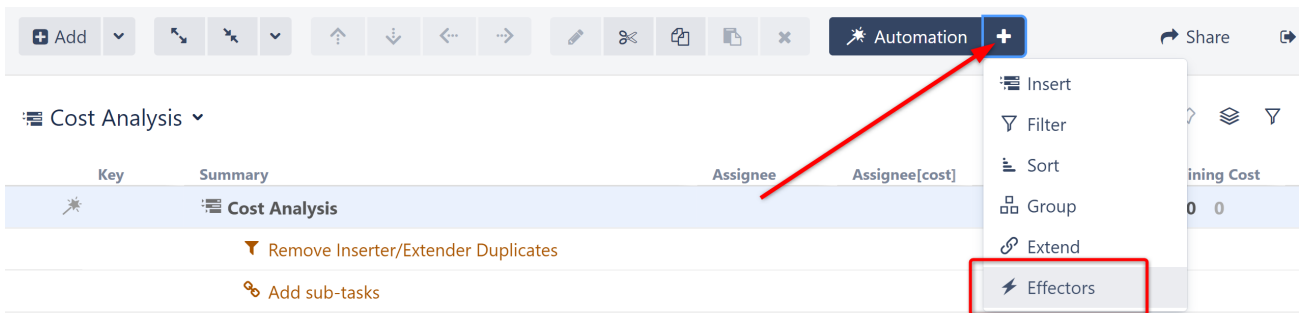 Add
Automation
Share
Insert
Cost Analysis
Filter
Sort
Key Summary Assignee Assignee[cost] ining Cost
Cost Analysis
Group
0 0
Remove Inserter/Extender Duplicates
Extend
Add sub-tasks
Effectors